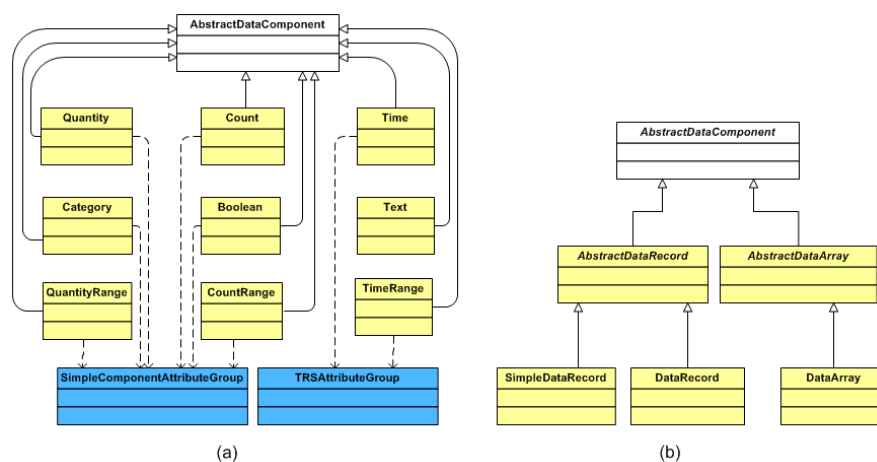 AbstractDataComponent
Quantity
Count
Time
Category
Boolean
Text
QuantityRange
CountRange
TimeRange
SimpleComponentAttributeGroup
TRSAttributeGroup
(a)
AbstractDataComponent
AbstractDataRecord
AbstractDataArray
SimpleDataRecord
DataRecord
DataArray
(b)